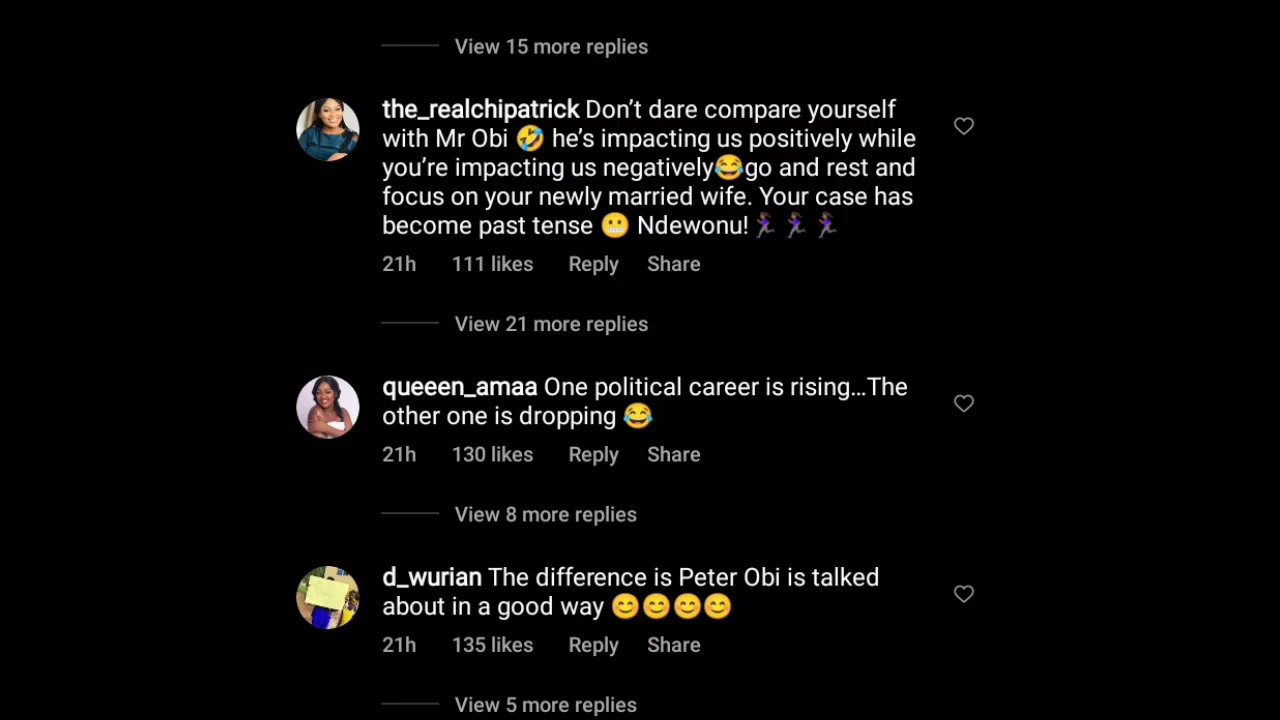 View 15 more replies
the_realchipatrick Don’t dare compare yourself
with Mr Obi 🤣 he’s impacting us positively while
you’re impacting us negatively😂go and rest and
focus on your newly married wife. Your case has
become past tense 😬 Ndewonu!🏃🏾‍♀️🏃🏾‍♀️🏃🏾‍♀️
21h 111 likes Reply Share
View 21 more replies
queeen_amaa One political career is rising...The
other one is dropping 😂
21h 130 likes Reply Share
View 8 more replies
d_wurian The difference is Peter Obi is talked
about in a good way 😊😊😊😊
21h 135 likes Reply Share
View 5 more replies